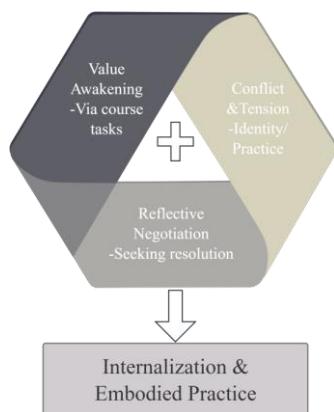 Value
Awakening
-Via course
tasks
Conflict
&Tension
-Identity/
Practice
Reflective
Negotiation
-Seeking resolution
Internalization &
Embodied Practice